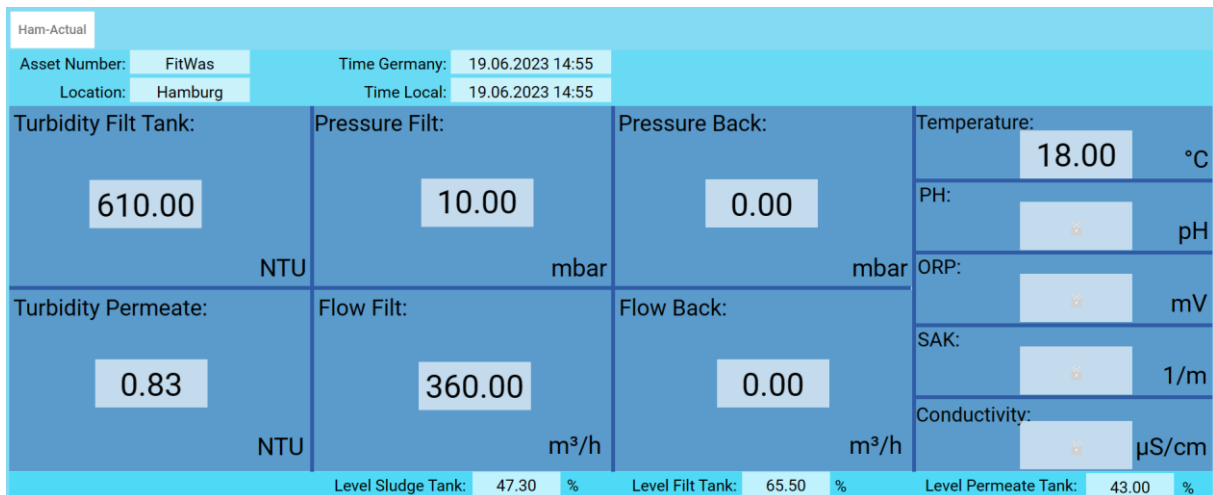 Ham-Actual
Asset Number: FitWas Time Germany: 19.06.2023 14:55
Location: Hamburg Time Local: 19.06.2023 14:55
Turbidity Filt Tank:
610.00
NTU
Pressure Filt:
10.00
mbar
Pressure Back:
0.00
mbar
Temperature:
18.00 °C
PH:
pH
ORP:
mV
SAK:
1/m
Conductivity:
µS/cm
Turbidity Permeate:
0.83
NTU
Flow Filt:
360.00
m³/h
Flow Back:
0.00
m³/h
Level Sludge Tank: 47.30 % Level Filt Tank: 65.50 % Level Permeate Tank: 43.00 %